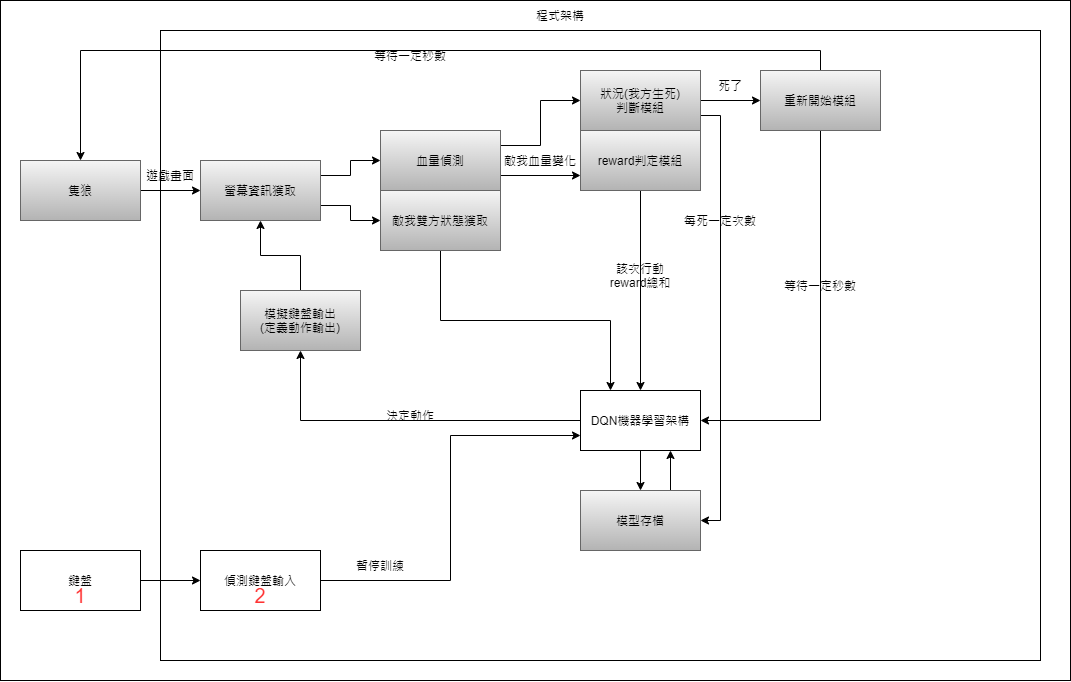 程式架構
等待一定秒數
狀況(我方生死)
判斷模組
死了
重新開始模組
血量偵測
敵我血量變化
reward判定模組
隻狼
遊戲畫面
螢幕資訊獲取
敵我雙方狀態獲取
每死一定次數
該次行動
reward總和
等待一定秒數
模擬鍵盤輸出
(定義動作輸出)
決定動作
DQN機器學習架構
模型存檔
暫停訓練
鍵盤
1
偵測鍵盤輸入
2